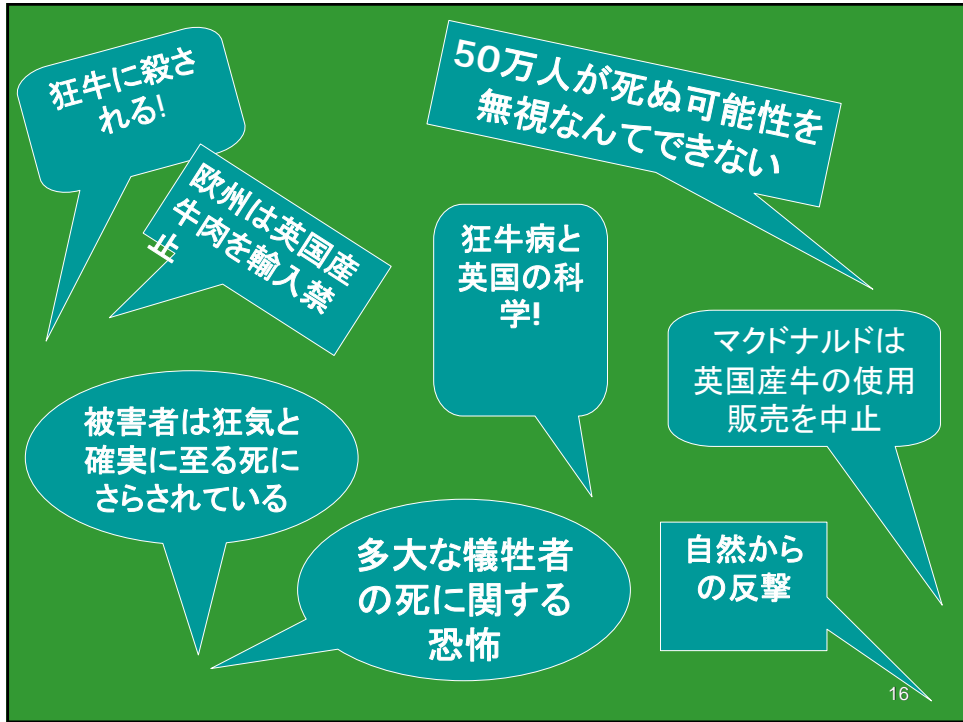 狂牛に殺さ
れる!
50万人が死ぬ可能性を
無視なんてできない
欧州は英国産
牛肉を輸入禁
止
狂牛病と
英国の科
学!
マクドナルドは
英国産牛の使用
販売を中止
被害者は狂気と
確実に至る死に
さらされている
多大な犠牲者
の死に関する
恐怖
自然から
の反撃
16